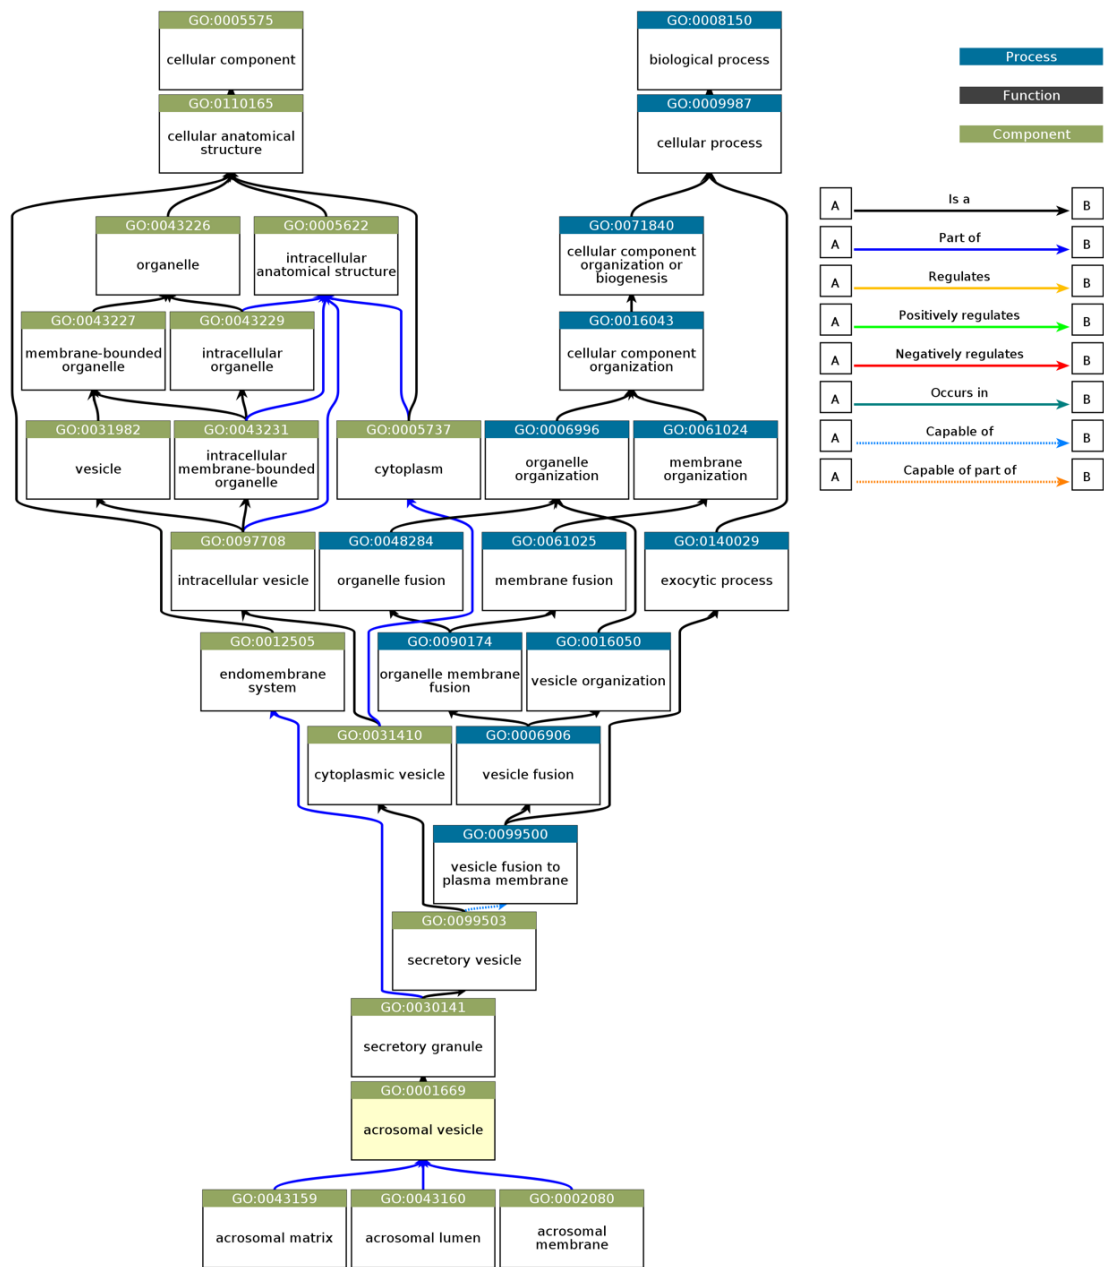 GO:0005575
cellular component
GO:0008150
biological process
Process
Function
Component
GO:0110165
cellular anatomical
structure
GO:0009987
cellular process
A
Is a
B
A
Part of
B
A
Regulates
B
A
Positively regulates
B
A
Negatively regulates
B
A
Occurs in
B
A
Capable of
B
A
Capable of part of
B
GO:0043226
organelle
GO:0005622
intracellular
anatomical structure
GO:0071840
cellular component
organization or
biogenesis
GO:0043227
membrane-bounded
organelle
GO:0043229
intracellular
organelle
GO:0016043
cellular component
organization
GO:0031982
vesicle
GO:0043231
intracellular
membrane-bounded
organelle
GO:0005737
cytoplasm
GO:0006996
organelle
organization
GO:0061024
membrane
organization
GO:0097708
intracellular vesicle
GO:0048284
organelle fusion
GO:0061025
membrane fusion
GO:0140029
exocytic process
GO:0012505
endomembrane
system
GO:0090174
organelle membrane
fusion
GO:0016050
vesicle organization
GO:0031410
cytoplasmic vesicle
GO:0006906
vesicle fusion
GO:0099500
vesicle fusion to
plasma membrane
GO:0099503
secretory vesicle
GO:0030141
secretory granule
GO:0001669
acrosomal vesicle
GO:0043159
acrosomal matrix
GO:0043160
acrosomal lumen
GO:0002080
acrosomal
membrane